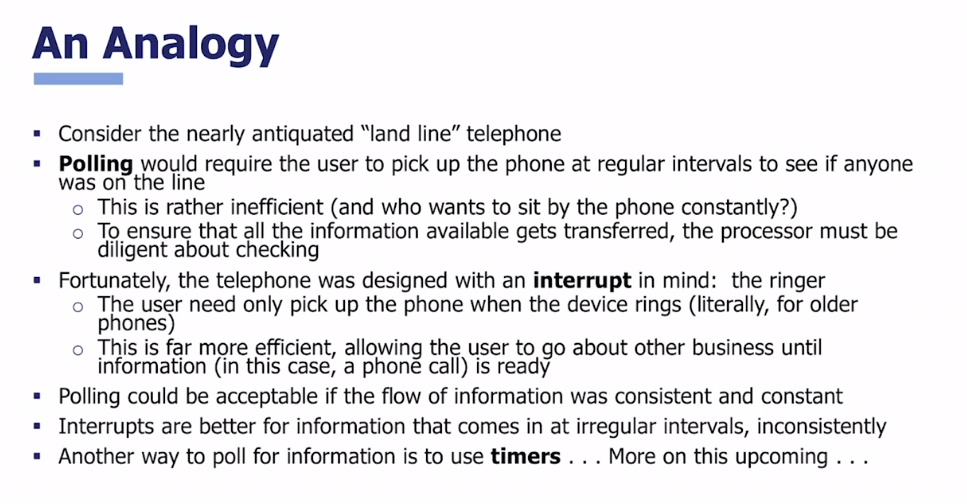 An Analogy
▪ Consider the nearly antiquated “land line” telephone
▪ Polling would require the user to pick up the phone at regular intervals to see if anyone
was on the line
○ This is rather inefficient (and who wants to sit by the phone constantly?)
○ To ensure that all the information available gets transferred, the processor must be
diligent about checking
▪ Fortunately, the telephone was designed with an interrupt in mind:  the ringer
○ The user need only pick up the phone when the device rings (literally, for older
phones)
○ This is far more efficient, allowing the user to go about other business until
information (in this case, a phone call) is ready
▪ Polling could be acceptable if the flow of information was consistent and constant
▪ Interrupts are better for information that comes in at irregular intervals, inconsistently
▪ Another way to poll for information is to use timers . . . More on this upcoming . . .